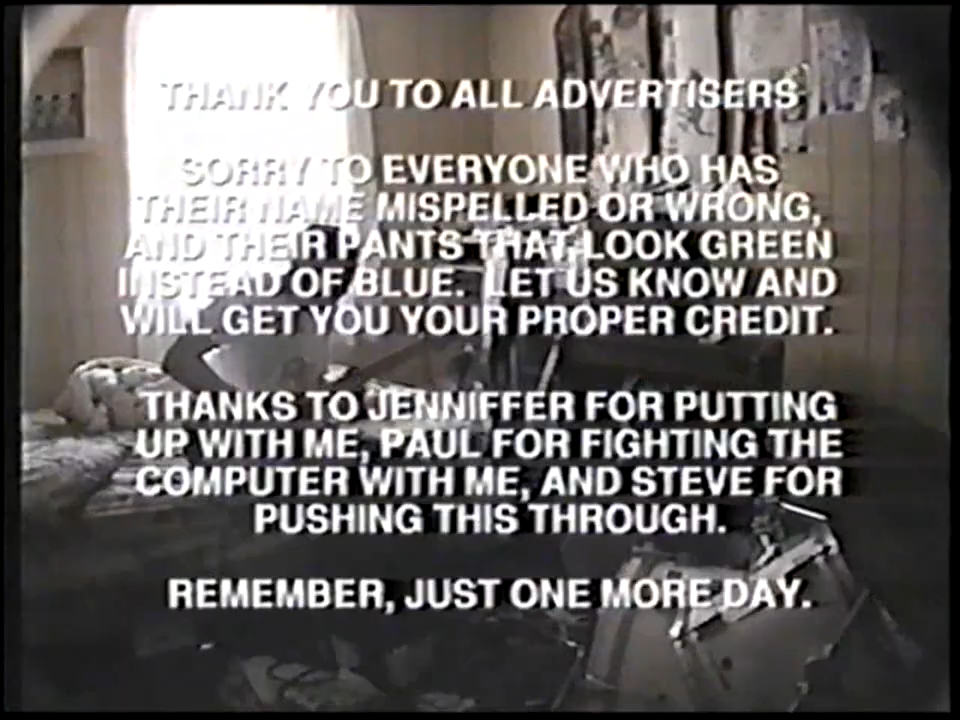 THANK YOU TO ALL ADVERTISERS
SORRY TO EVERYONE WHO HAS
THEIR NAME MISPELLED OR WRONG,
AND THEIR PANTS THAT LOOK GREEN
INSTEAD OF BLUE. LET US KNOW AND
WILL GET YOU YOUR PROPER CREDIT.
THANKS TO JENNIFFER FOR PUTTING
UP WITH ME, PAUL FOR FIGHTING THE
COMPUTER WITH ME, AND STEVE FOR
PUSHING THIS THROUGH.
REMEMBER, JUST ONE MORE DAY.